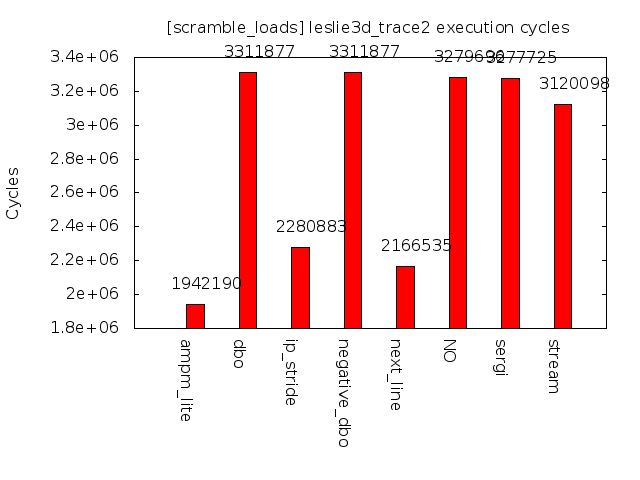 [scramble_loads] leslie3d_trace2 execution cycles
3.4e+06
3.2e+06
3e+06
2.8e+06
2.6e+06
2.4e+06
2.2e+06
2e+06
1.8e+06
Cycles
1942190
3311877
2280883
3311877
2166535
3277725
3120098
ampm_lite
dbo
ip_stride
negative_dbo
next_line
NO
sergi
stream